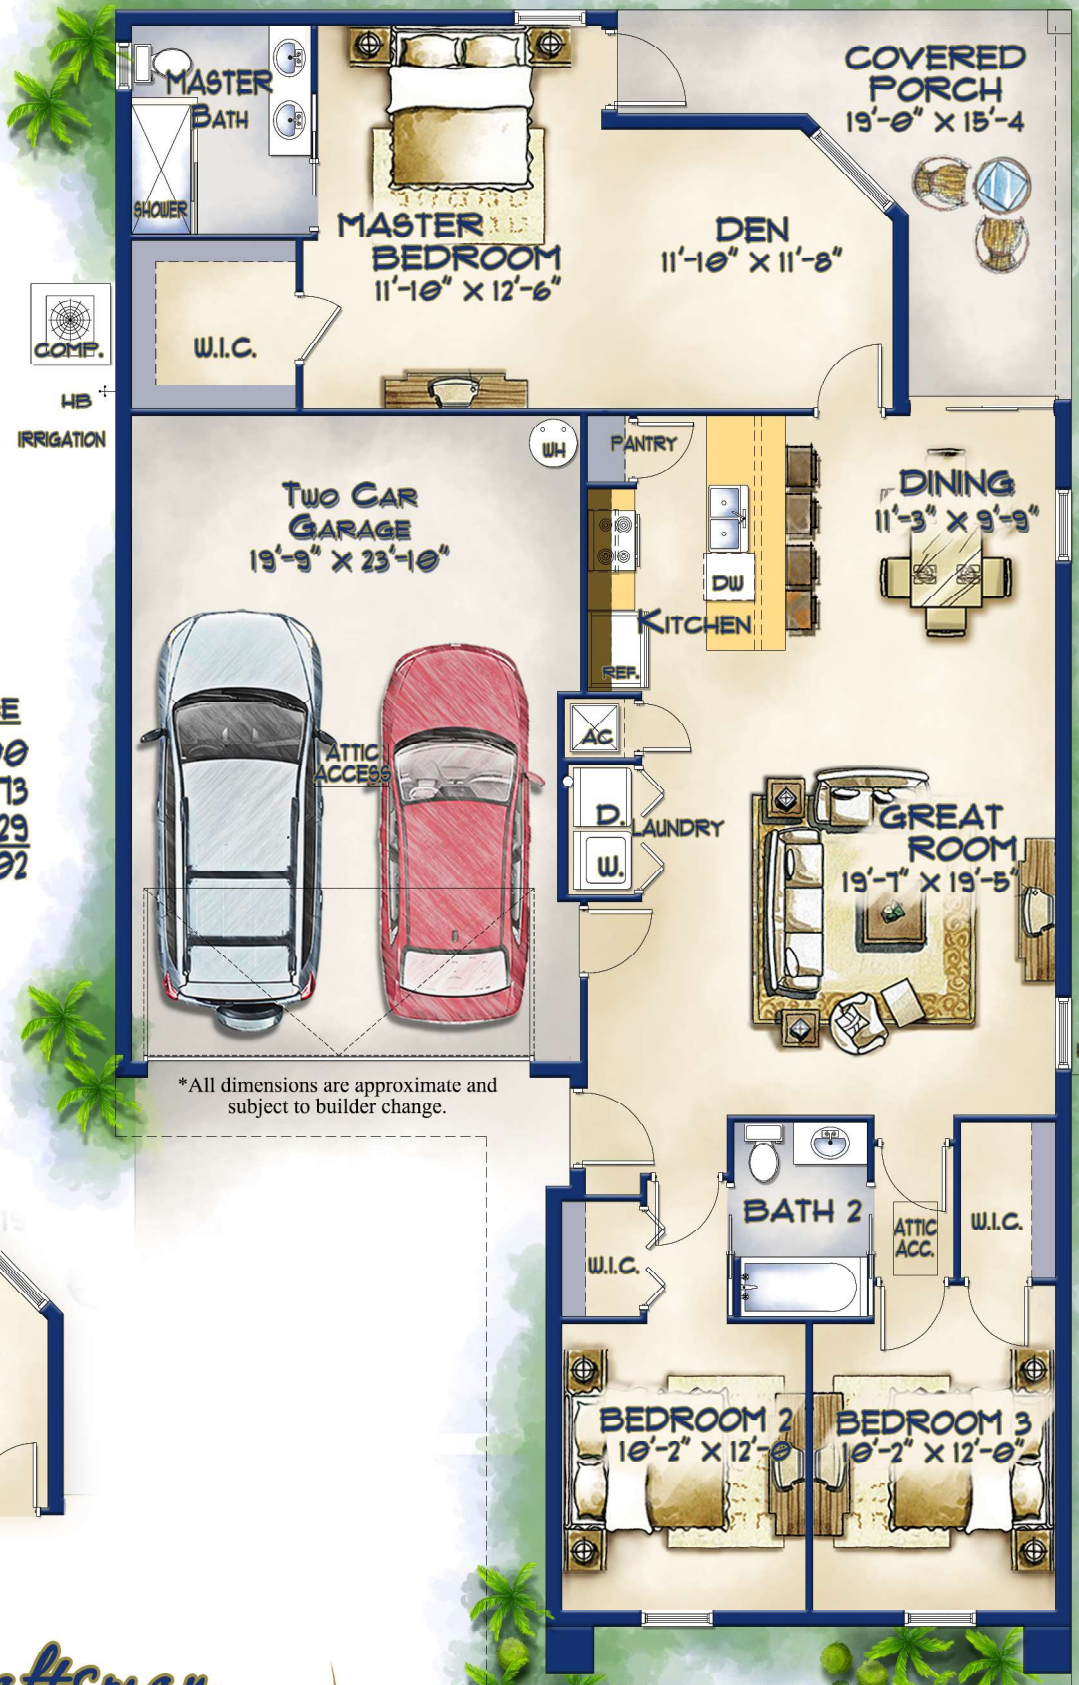 MASTER
BATH
SHOWER
MASTER
BEDROOM
11'-10" X 12'-6"
DEN
11'-10" X 11'-8"
COVERED
PORCH
19'-0" X 15'-4
W.I.C.
COMP.
HB
IRRIGATION
TWO CAR
GARAGE
19'-9" X 23'-10"
WH
PANTRY
DW
KITCHEN
REF.
DINING
11'-3" X 9'-9"
AC
ATTIC
ACCESS
D.
LAUNDRY
W.
GREAT
ROOM
19'-7" X 19'-5"
E
73
29
92
*All dimensions are approximate and
subject to builder change.
BATH 2
ATTIC
ACC.
W.I.C.
W.I.C.
BEDROOM 2
10'-2" X 12'-0
BEDROOM 3
10'-2" X 12'-0"